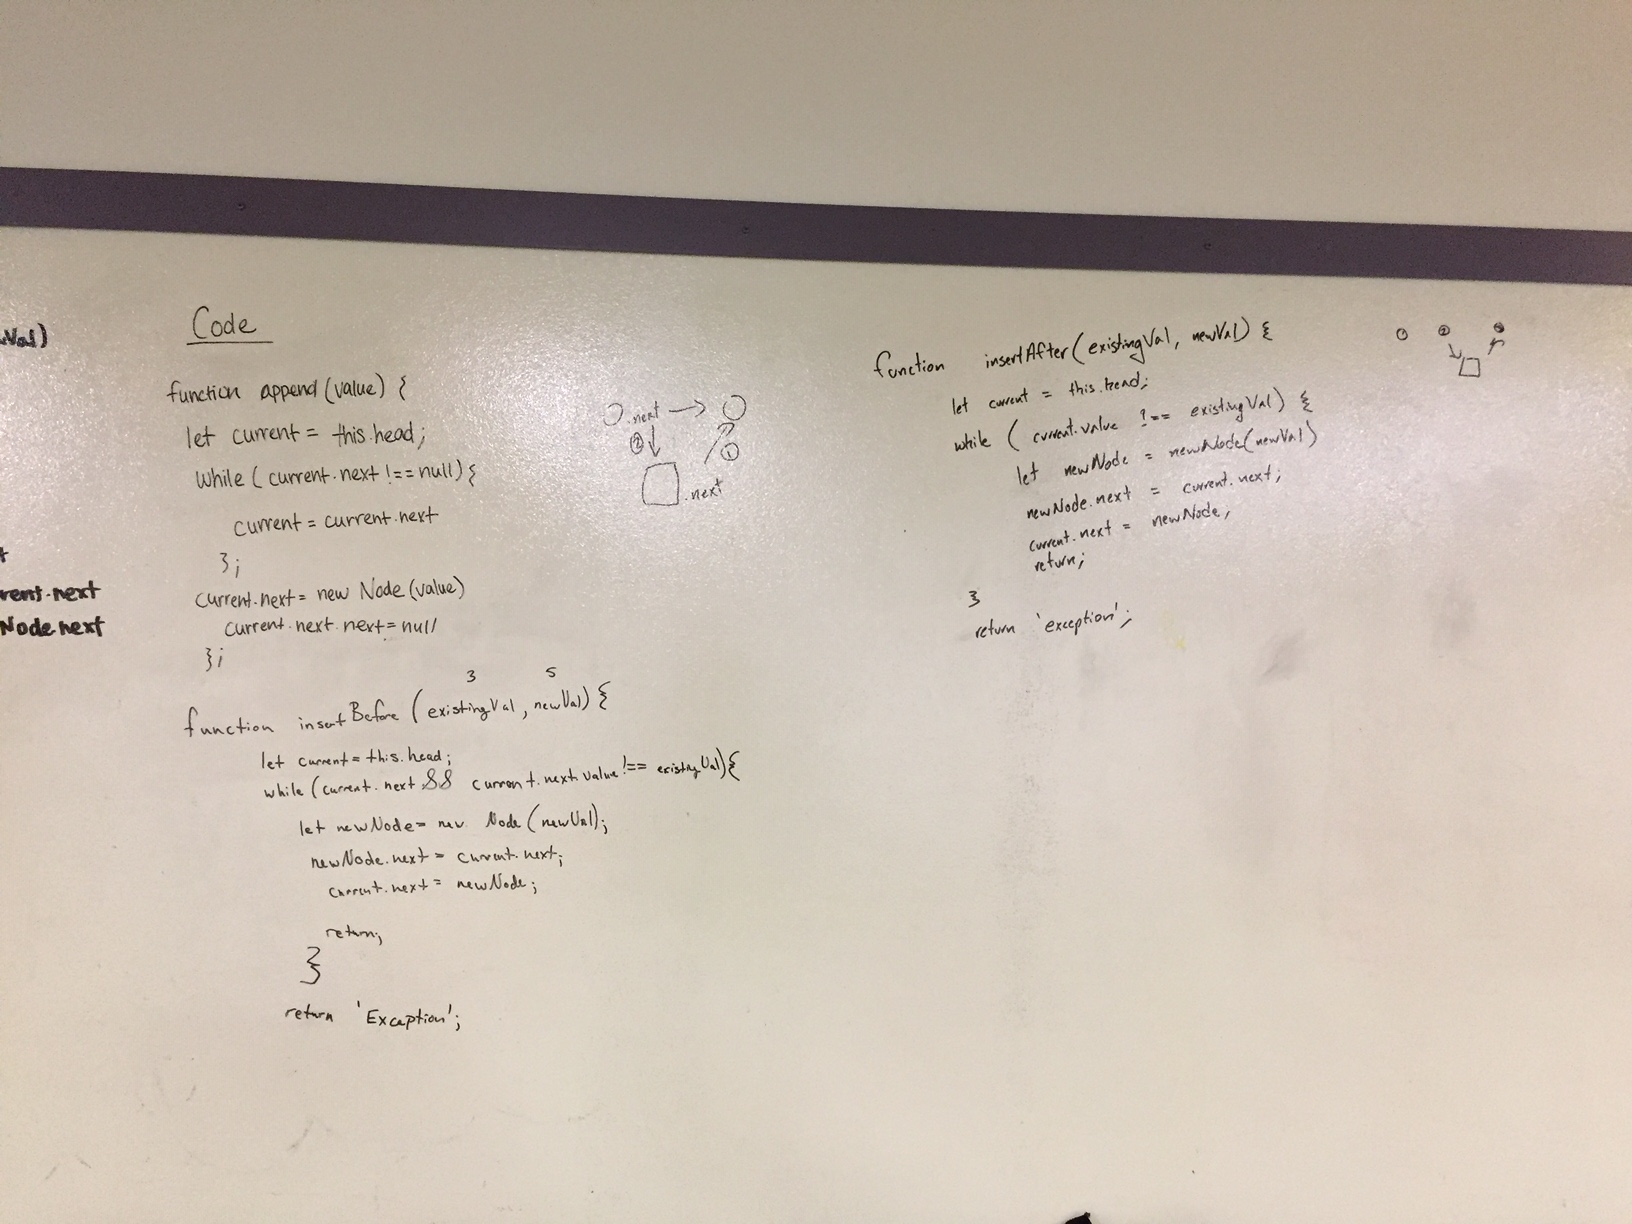 Val)
t
rent.next
Node.next
Code
function append (value) {
let current = this.head;
while ( current.next !== null) {
current = current.next
};
current.next = new Node (value)
current.next.next = null
};
.next
2
1
.next
3 5
function insertBefore (existingVal, newVal) {
let current = this.head;
while (current.next && current.next.value !== existingVal) {
let newNode = new Node (newVal);
newNode.next = current.next;
current.next = newNode;
return;
}
return 'Exception';
function insertAfter (existingVal, newVal) {
let current = this.head;
while ( current.value !== existingVal) {
let newNode = newNode(newVal)
newNode.next = current.next;
current.next = newNode;
return;
}
return 'exception';
1 2 3